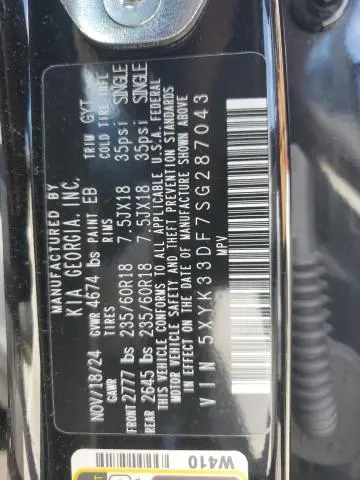 MANUFACTURED BY
KIA GEORGIA, INC.
NOV/18/24 GVWR 4674 lbs PAINT EB TRIM GYT
GAWR TIRES RIMS COLD TIRE INFL
FRONT 2777 lbs 235/60R18 7.5JX18 35psi SINGLE
REAR 2645 lbs 235/60R18 7.5JX18 35psi SINGLE
THIS VEHICLE CONFORMS TO ALL APPLICABLE U.S.A. FEDERAL
MOTOR VEHICLE SAFETY AND THEFT PREVENTION STANDARDS
IN EFFECT ON THE DATE OF MANUFACTURE SHOWN ABOVE
VIN 5XYK33DF7SG287043
MPV
W410